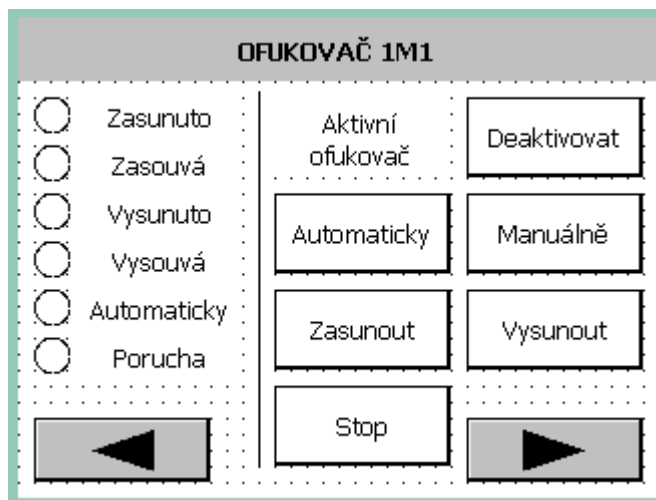 OFUKOVAČ 1M1
Zasunuto
Zasouvá
Vysunuto
Vysouvá
Automaticky
Porucha
Aktivní
ofukovač
Deaktivovat
Automaticky
Manuálně
Zasunout
Vysunout
Stop